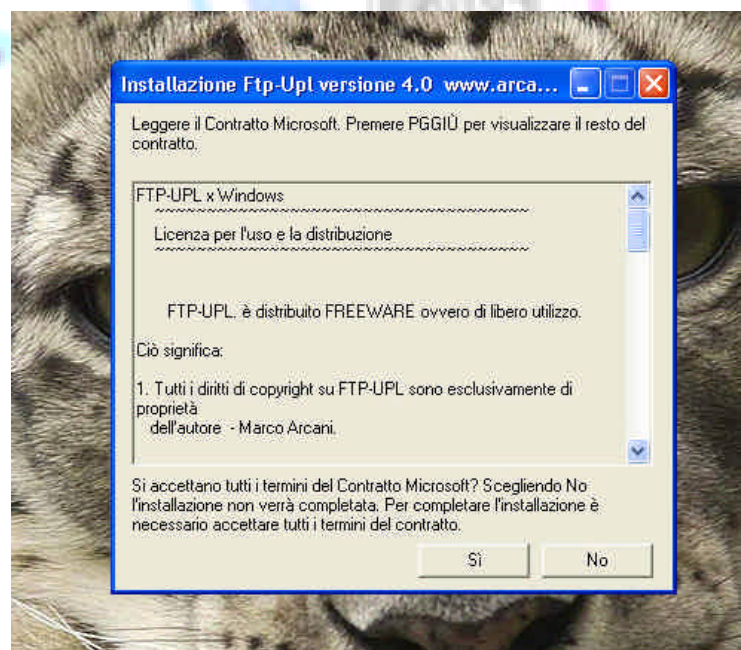 Installazione Ftp-Upl versione 4.0 www.arca...
Leggere il Contratto Microsoft. Premere PGGIÙ per visualizzare il resto del
contratto.
FTP-UPL x Windows
~~~~~~~~~~~~~~~~~~~~~~~~~~~~~~~~~~~~~~~~~
Licenza per l'uso e la distribuzione
~~~~~~~~~~~~~~~~~~~~~~~~~~~~~~~~~~~~~~~~~
FTP-UPL. è distribuito FREEWARE ovvero di libero utilizzo.
Ciò significa:
1. Tutti i diritti di copyright su FTP-UPL sono esclusivamente di
proprietà
dell'autore - Marco Arcani.
Si accettano tutti i termini del Contratto Microsoft? Scegliendo No
l'installazione non verrà completata. Per completare l'installazione è
necessario accettare tutti i termini del contratto.
Sì No